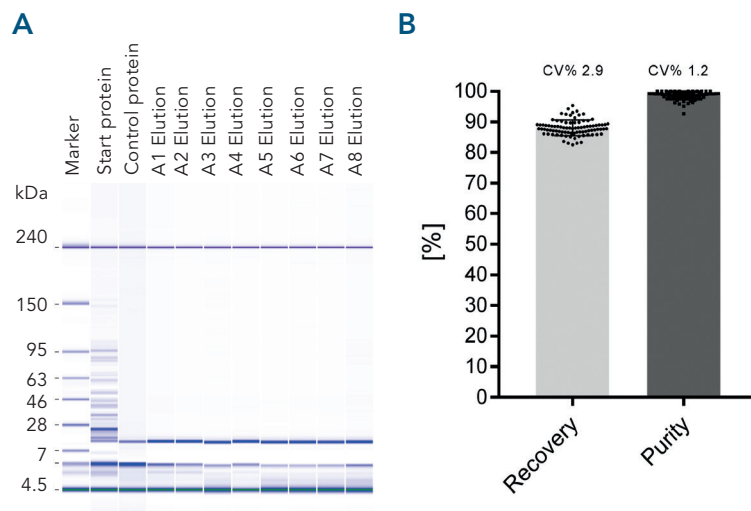 A
Marker
Start protein
Control protein
A1 Elution
A2 Elution
A3 Elution
A4 Elution
A5 Elution
A6 Elution
A7 Elution
A8 Elution
kDa
240
150
95
63
46
28
7
4.5
B
CV% 2.9
CV% 1.2
[%]
100
90
80
70
60
50
40
30
20
10
0
Recovery
Purity